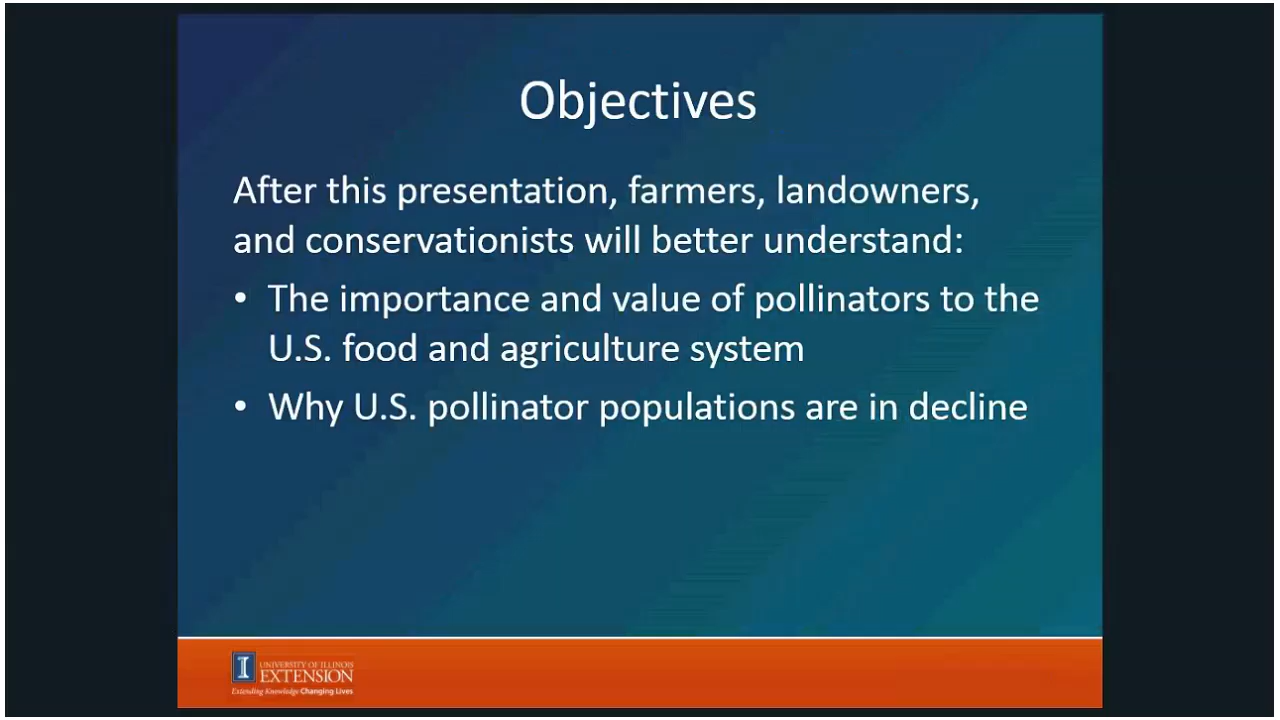 Objectives
After this presentation, farmers, landowners,
and conservationists will better understand:
• The importance and value of pollinators to the
U.S. food and agriculture system
• Why U.S. pollinator populations are in decline
I
UNIVERSITY OF ILLINOIS
EXTENSION
Extending Knowledge Changing Lives